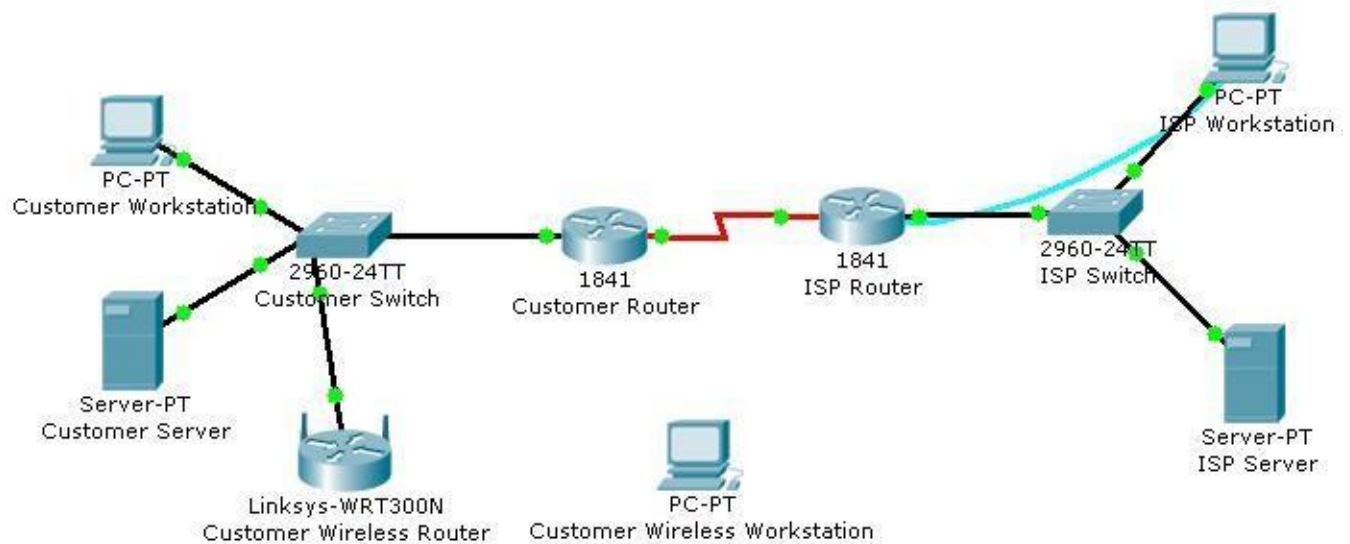 PC-PT
ISP Workstation
PC-PT
Customer Workstation
2960-24TT
Customer Switch
1841
Customer Router
1841
ISP Router
2960-24TT
ISP Switch
Server-PT
Customer Server
Server-PT
ISP Server
Linksys-WRT300N
Customer Wireless Router
PC-PT
Customer Wireless Workstation